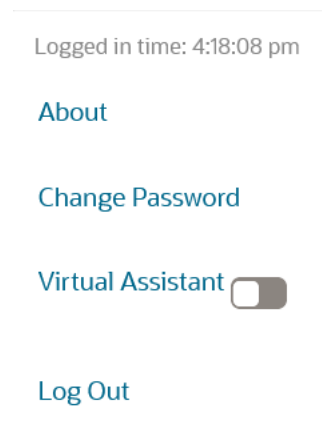 Logged in time: 4:18:08 pm
About
Change Password
Virtual Assistant
Log Out